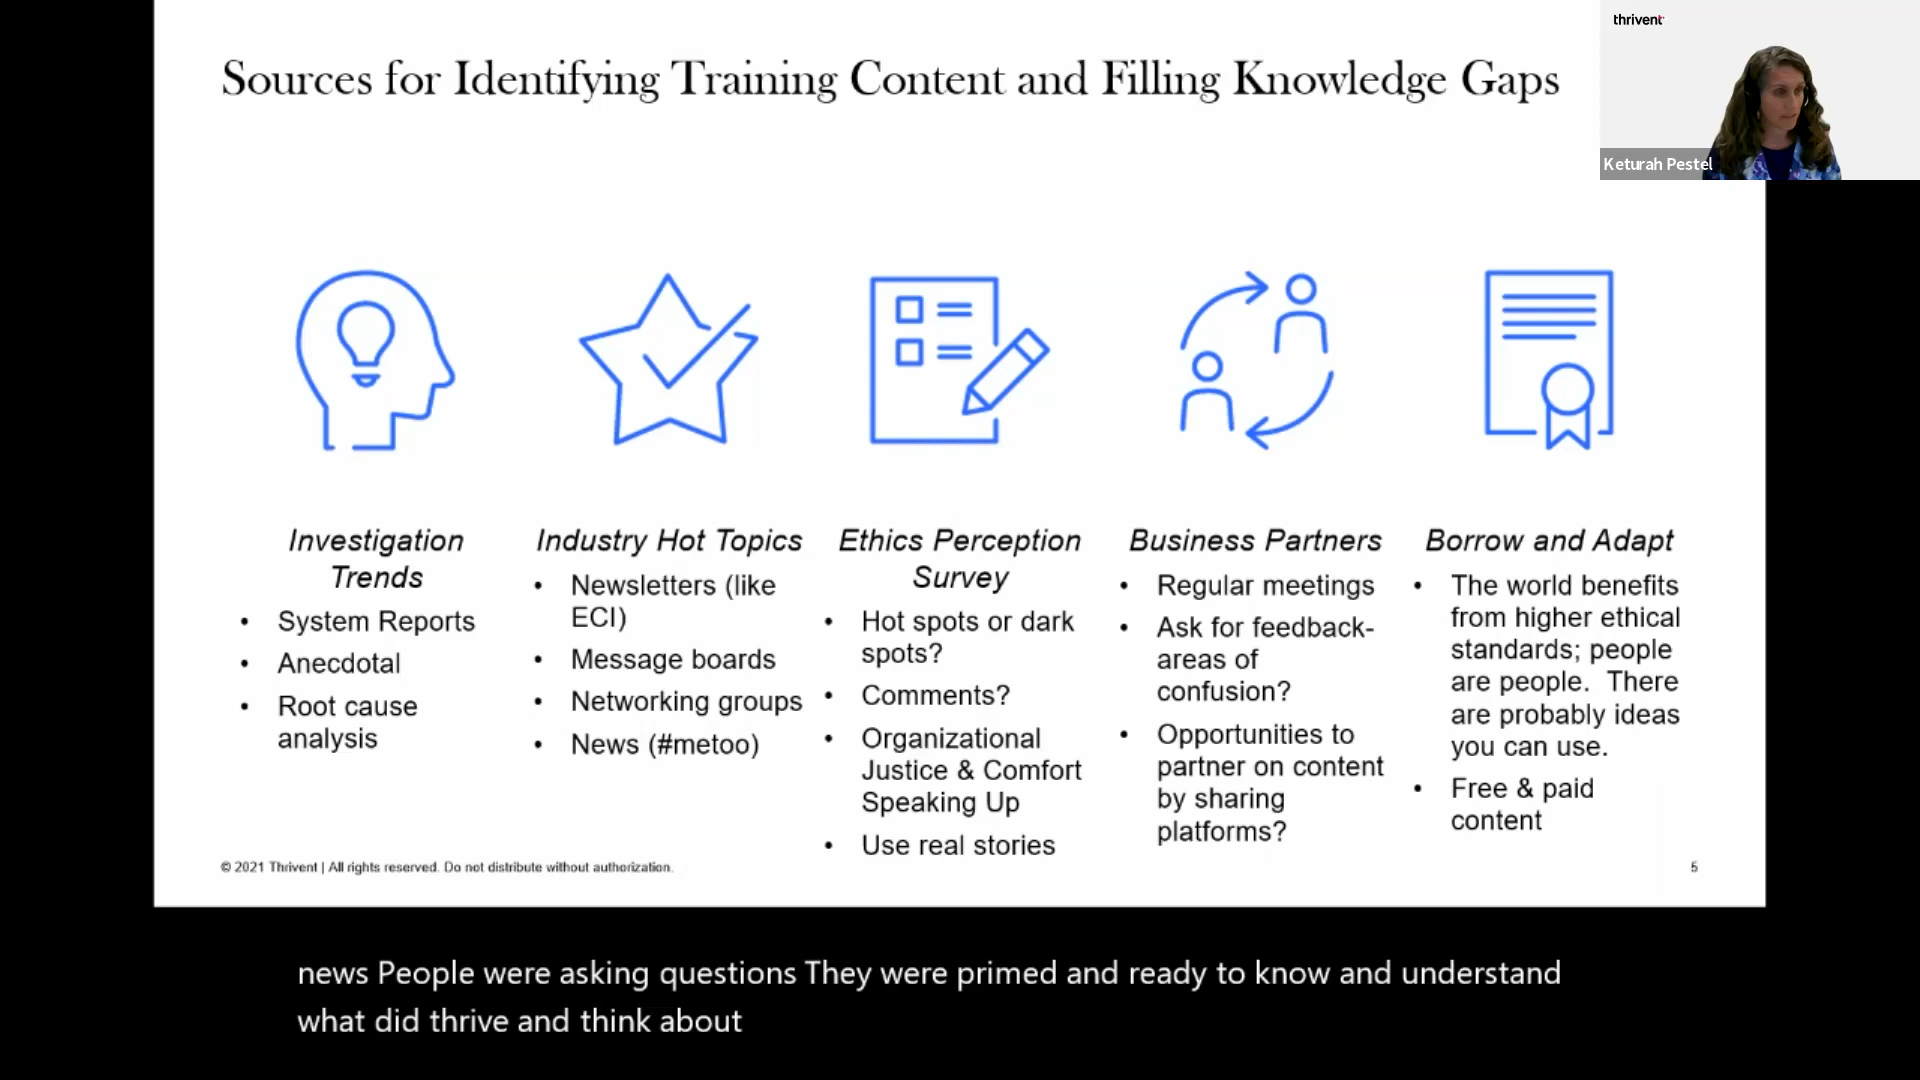 thrivent
Keturah Pestel
Sources for Identifying Training Content and Filling Knowledge Gaps
Investigation
Trends
• System Reports
• Anecdotal
• Root cause
analysis
Industry Hot Topics
• Newsletters (like
ECI)
• Message boards
• Networking groups
• News (#metoo)
Ethics Perception
Survey
• Hot spots or dark
spots?
• Comments?
• Organizational
Justice & Comfort
Speaking Up
• Use real stories
Business Partners
• Regular meetings
• Ask for feedback-
areas of
confusion?
• Opportunities to
partner on content
by sharing
platforms?
Borrow and Adapt
• The world benefits
from higher ethical
standards; people
are people.  There
are probably ideas
you can use.
• Free & paid
content
© 2021 Thrivent | All rights reserved. Do not distribute without authorization.
5
news People were asking questions They were primed and ready to know and understand
what did thrive and think about